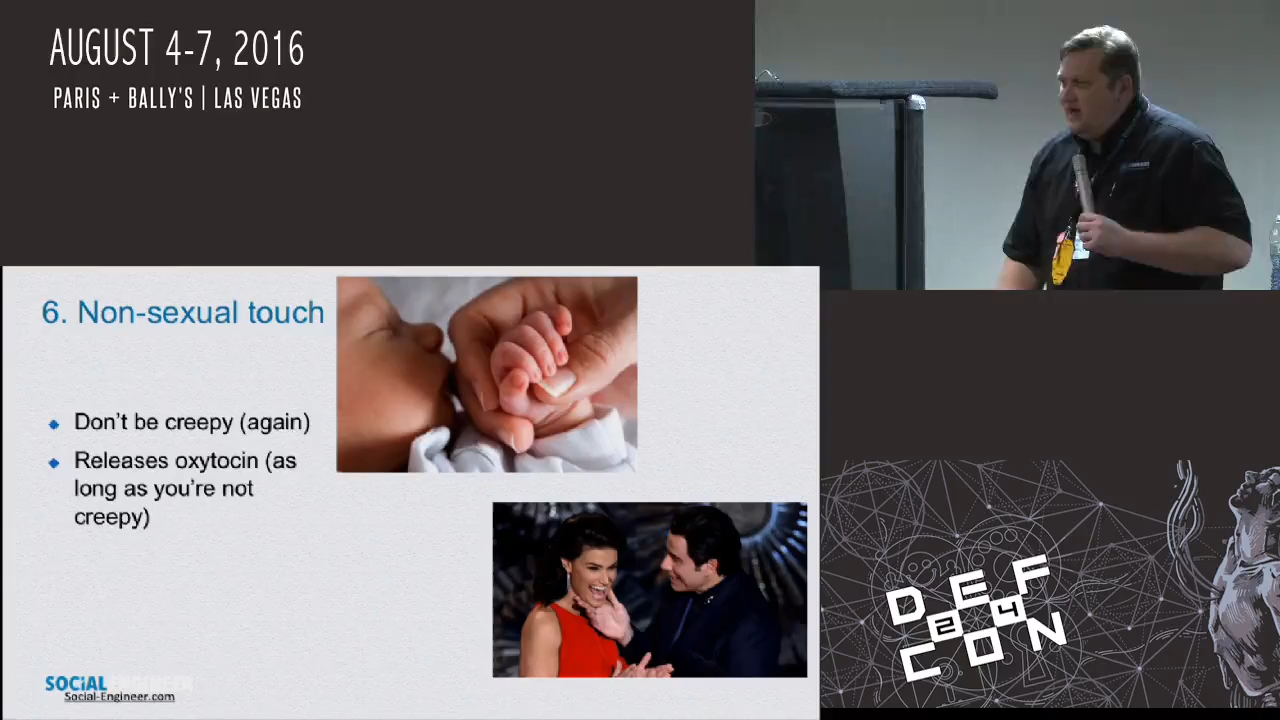 AUGUST 4-7, 2016
PARIS + BALLY'S | LAS VEGAS
6. Non-sexual touch
Don't be creepy (again)
Releases oxytocin (as
long as you're not
creepy)
SOCIAL ENGINEER
Social-Engineer.com
DEF
24
CON